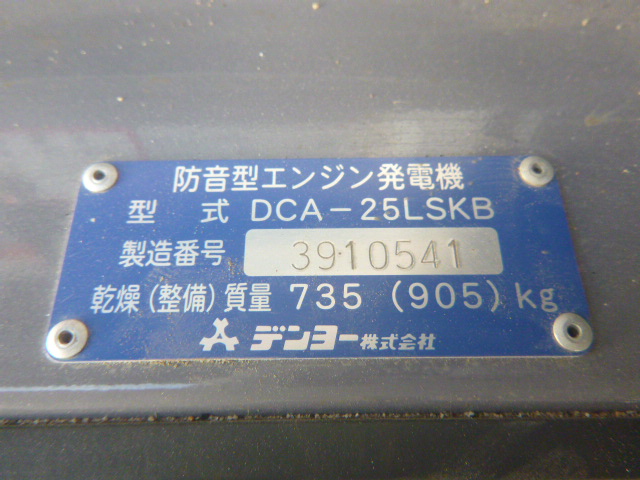 防音型エンジン発電機
型式 DCA-25LSKB
製造番号 3910541
乾燥(整備)質量 735 (905) kg
デンヨー株式会社